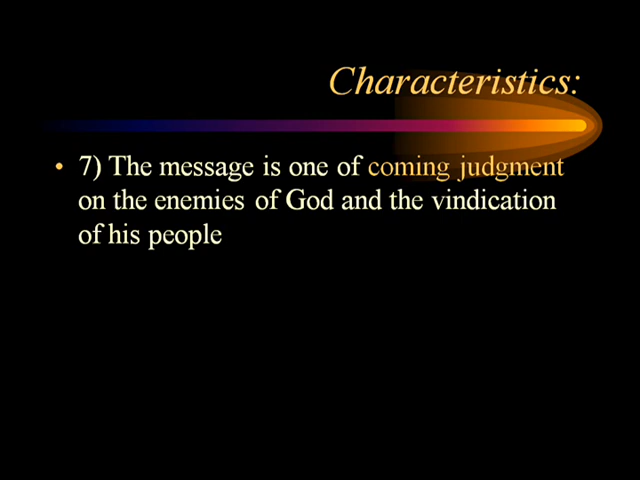 Characteristics:
• 7) The message is one of coming judgment
on the enemies of God and the vindication
of his people